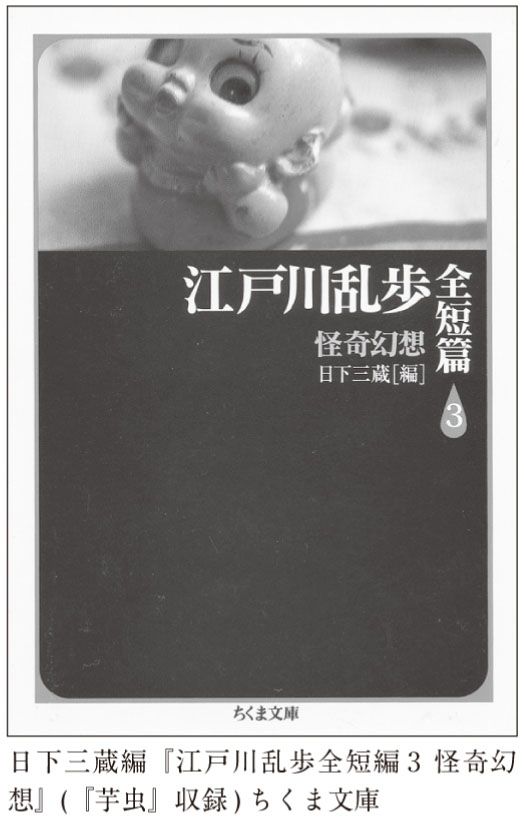 江戸川乱歩全短篇
怪奇幻想
日下三蔵[編]
3
ちくま文庫
日下三蔵編『江戸川乱歩全短編3 怪奇幻
想』(『芋虫』収録)ちくま文庫